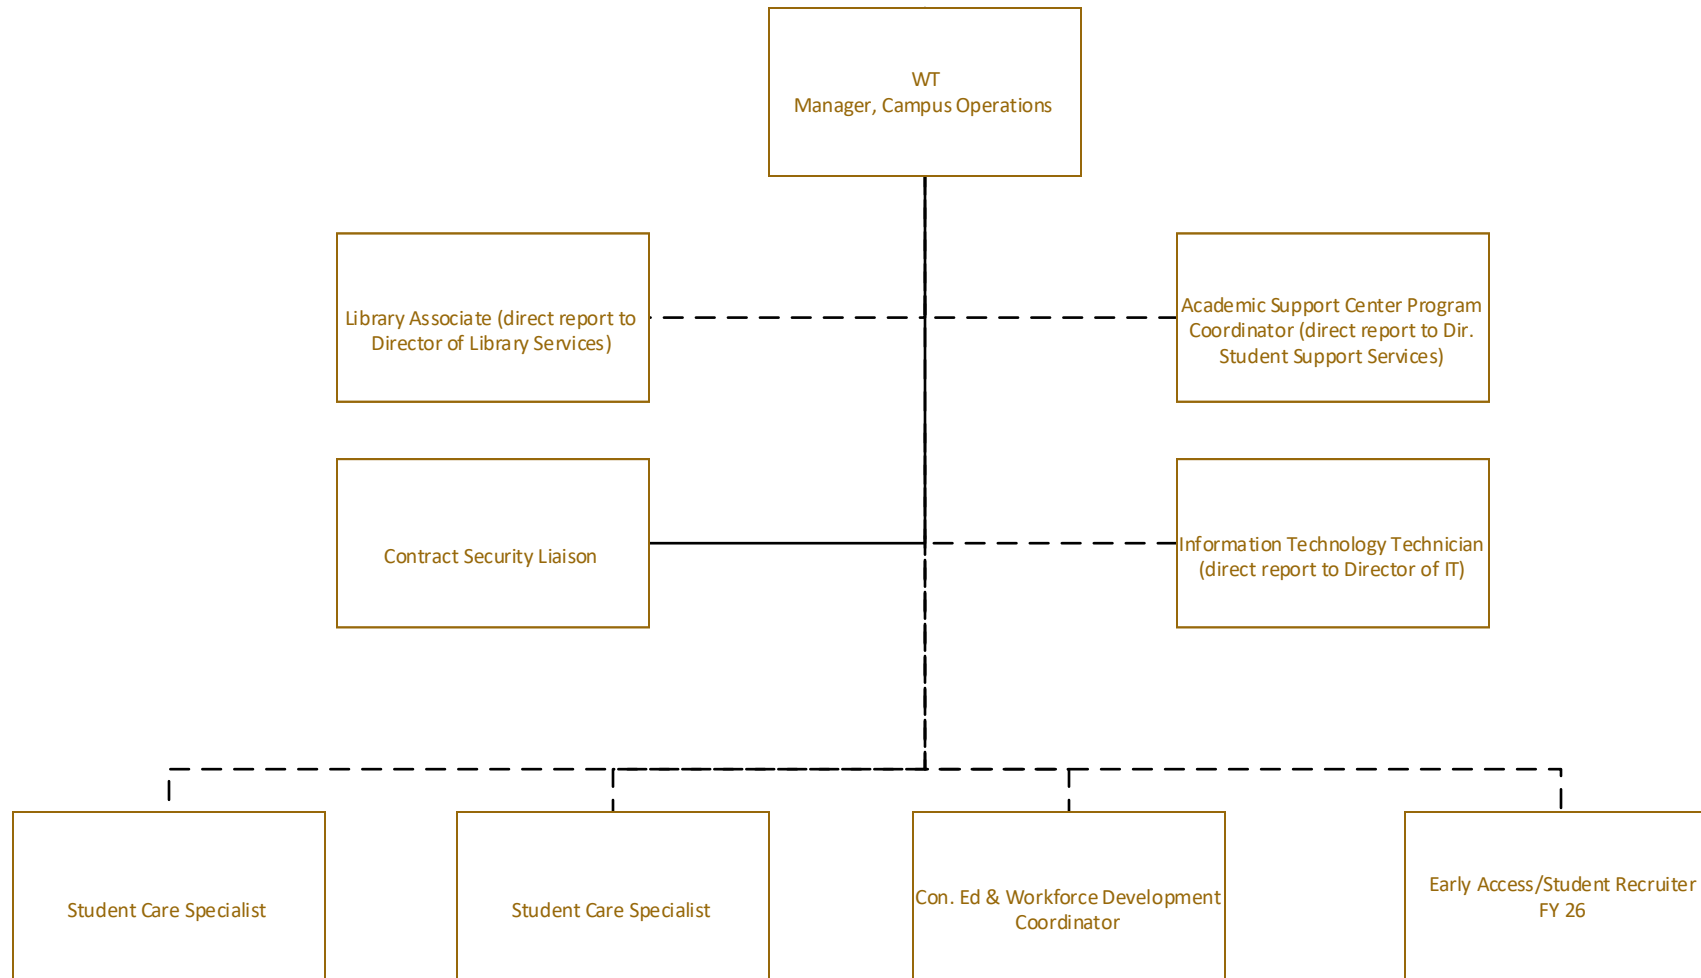 WT
Manager, Campus Operations
Library Associate (direct report to
Director of Library Services)
Academic Support Center Program
Coordinator (direct report to Dir.
Student Support Services)
Contract Security Liaison
Information Technology Technician
(direct report to Director of IT)
Student Care Specialist
Student Care Specialist
Con. Ed & Workforce Development
Coordinator
Early Access/Student Recruiter
FY 26